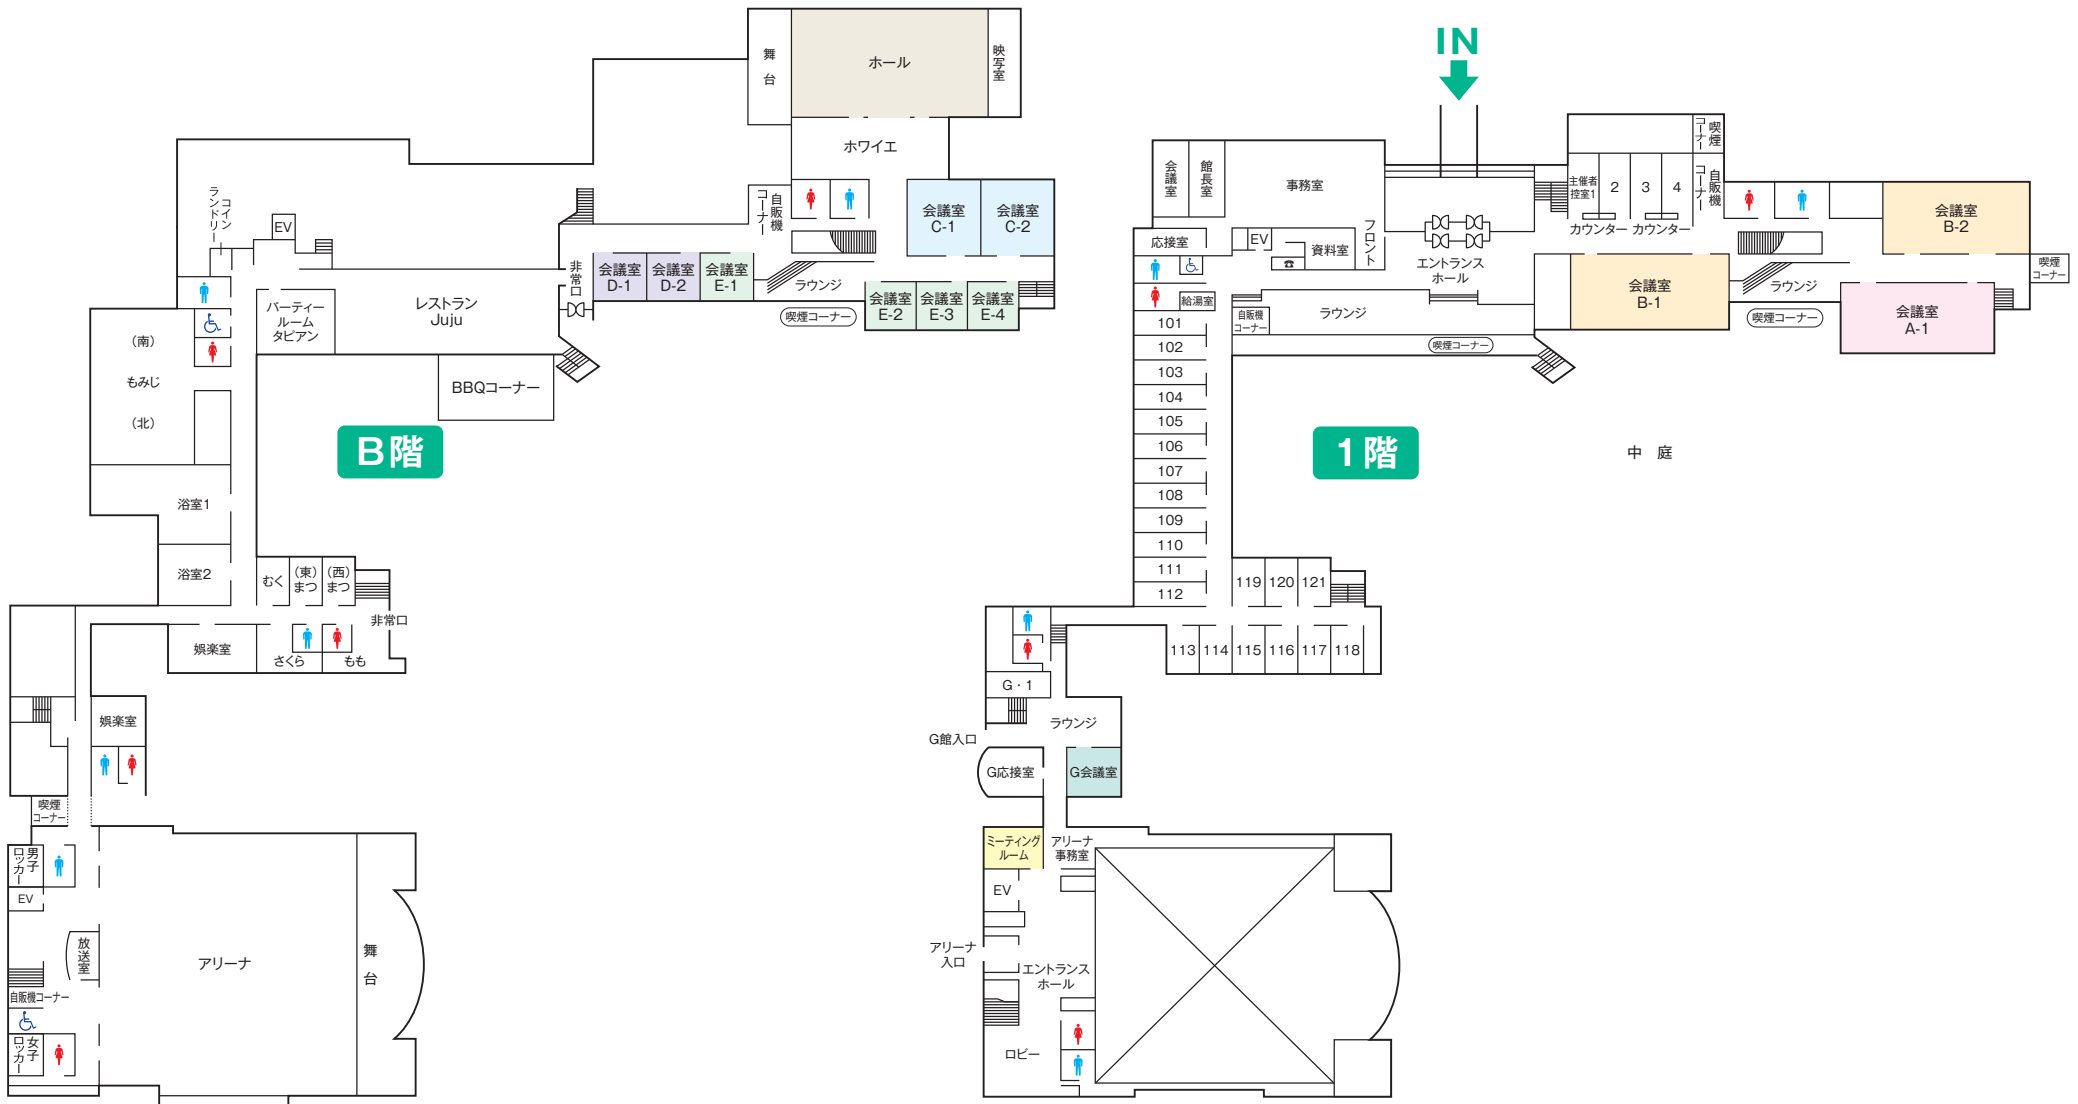 舞台
ホール
映写室
ホワイエ
コイン
ランドリー
EV
自販機
コーナー
会議室
C-1
会議室
C-2
非常口
会議室
D-1
会議室
D-2
会議室
E-1
ラウンジ
喫煙コーナー
会議室
E-2
会議室
E-3
会議室
E-4
パーティー
ルーム
タピアン
レストラン
Juju
BBQコーナー
（南）
もみじ
（北）
B階
浴室1
浴室2
むく
（東）
まつ
（西）
まつ
非常口
娯楽室
さくら
もも
娯楽室
喫煙
コーナー
男子
ロッカー
EV
放送室
アリーナ
舞台
自販機コーナー
女子
ロッカー
IN
会議室
館長室
事務室
フロント
応接室
EV
資料室
エントランス
ホール
主催者
控室1
2
3
4
カウンター
カウンター
喫煙
コーナー
自販機
コーナー
会議室
B-2
喫煙
コーナー
会議室
B-1
ラウンジ
喫煙コーナー
会議室
A-1
給湯室
自販機
コーナー
ラウンジ
喫煙コーナー
101
102
103
104
105
106
107
108
109
110
111
112
1階
中庭
119
120
121
113
114
115
116
117
118
G・1
ラウンジ
G館入口
G応接室
G会議室
ミーティング
ルーム
アリーナ
事務室
EV
アリーナ
入口
エントランス
ホール
ロビー